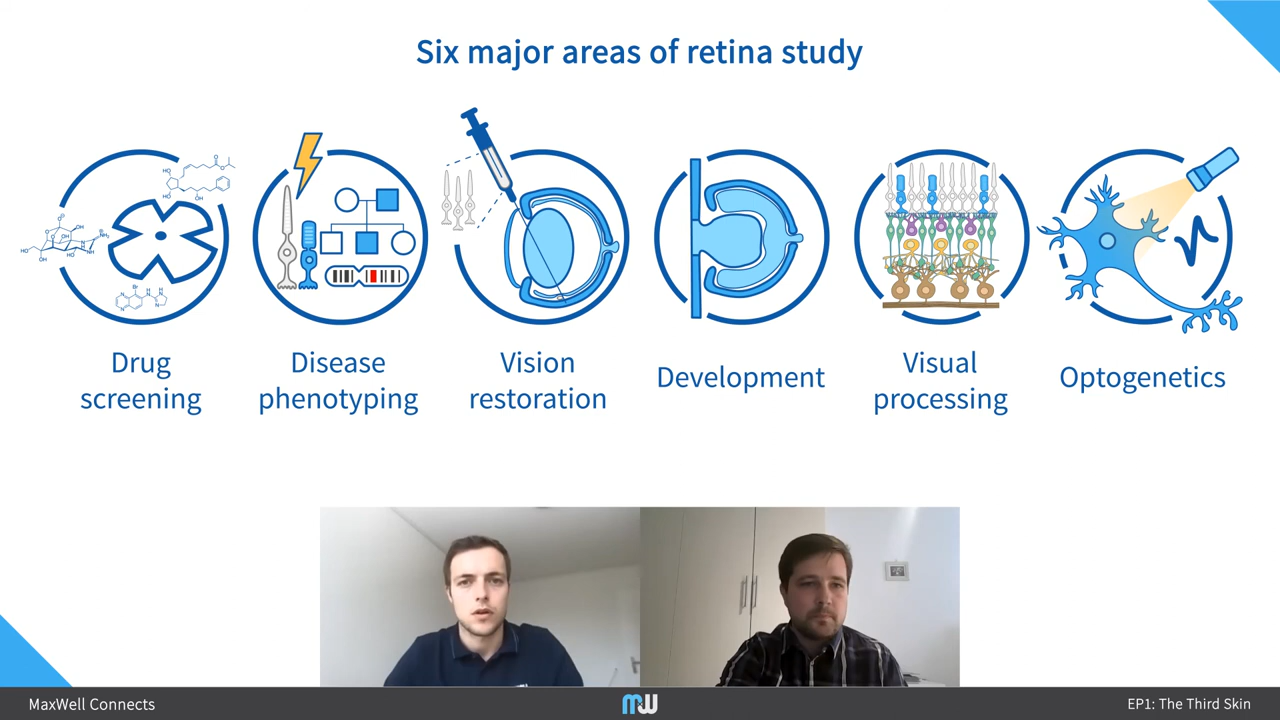 Six major areas of retina study
Drug
screening
Disease
phenotyping
Vision
restoration
Development
Visual
processing
Optogenetics
MaxWell Connects
MW
EP1: The Third Skin